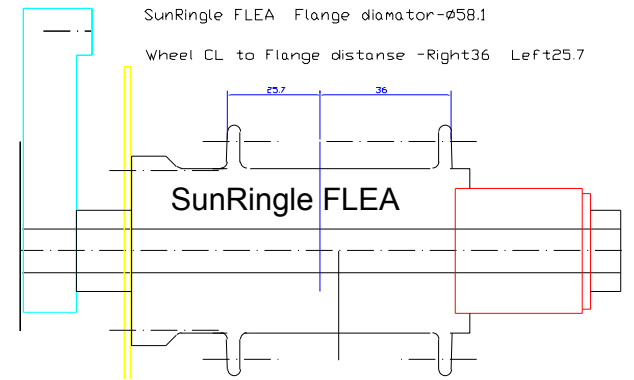 SunRingle FLEA Flange diamator-ø58.1
Wheel CL to Flange distanse -Right36 Left25.7
25.7 36
SunRingle FLEA